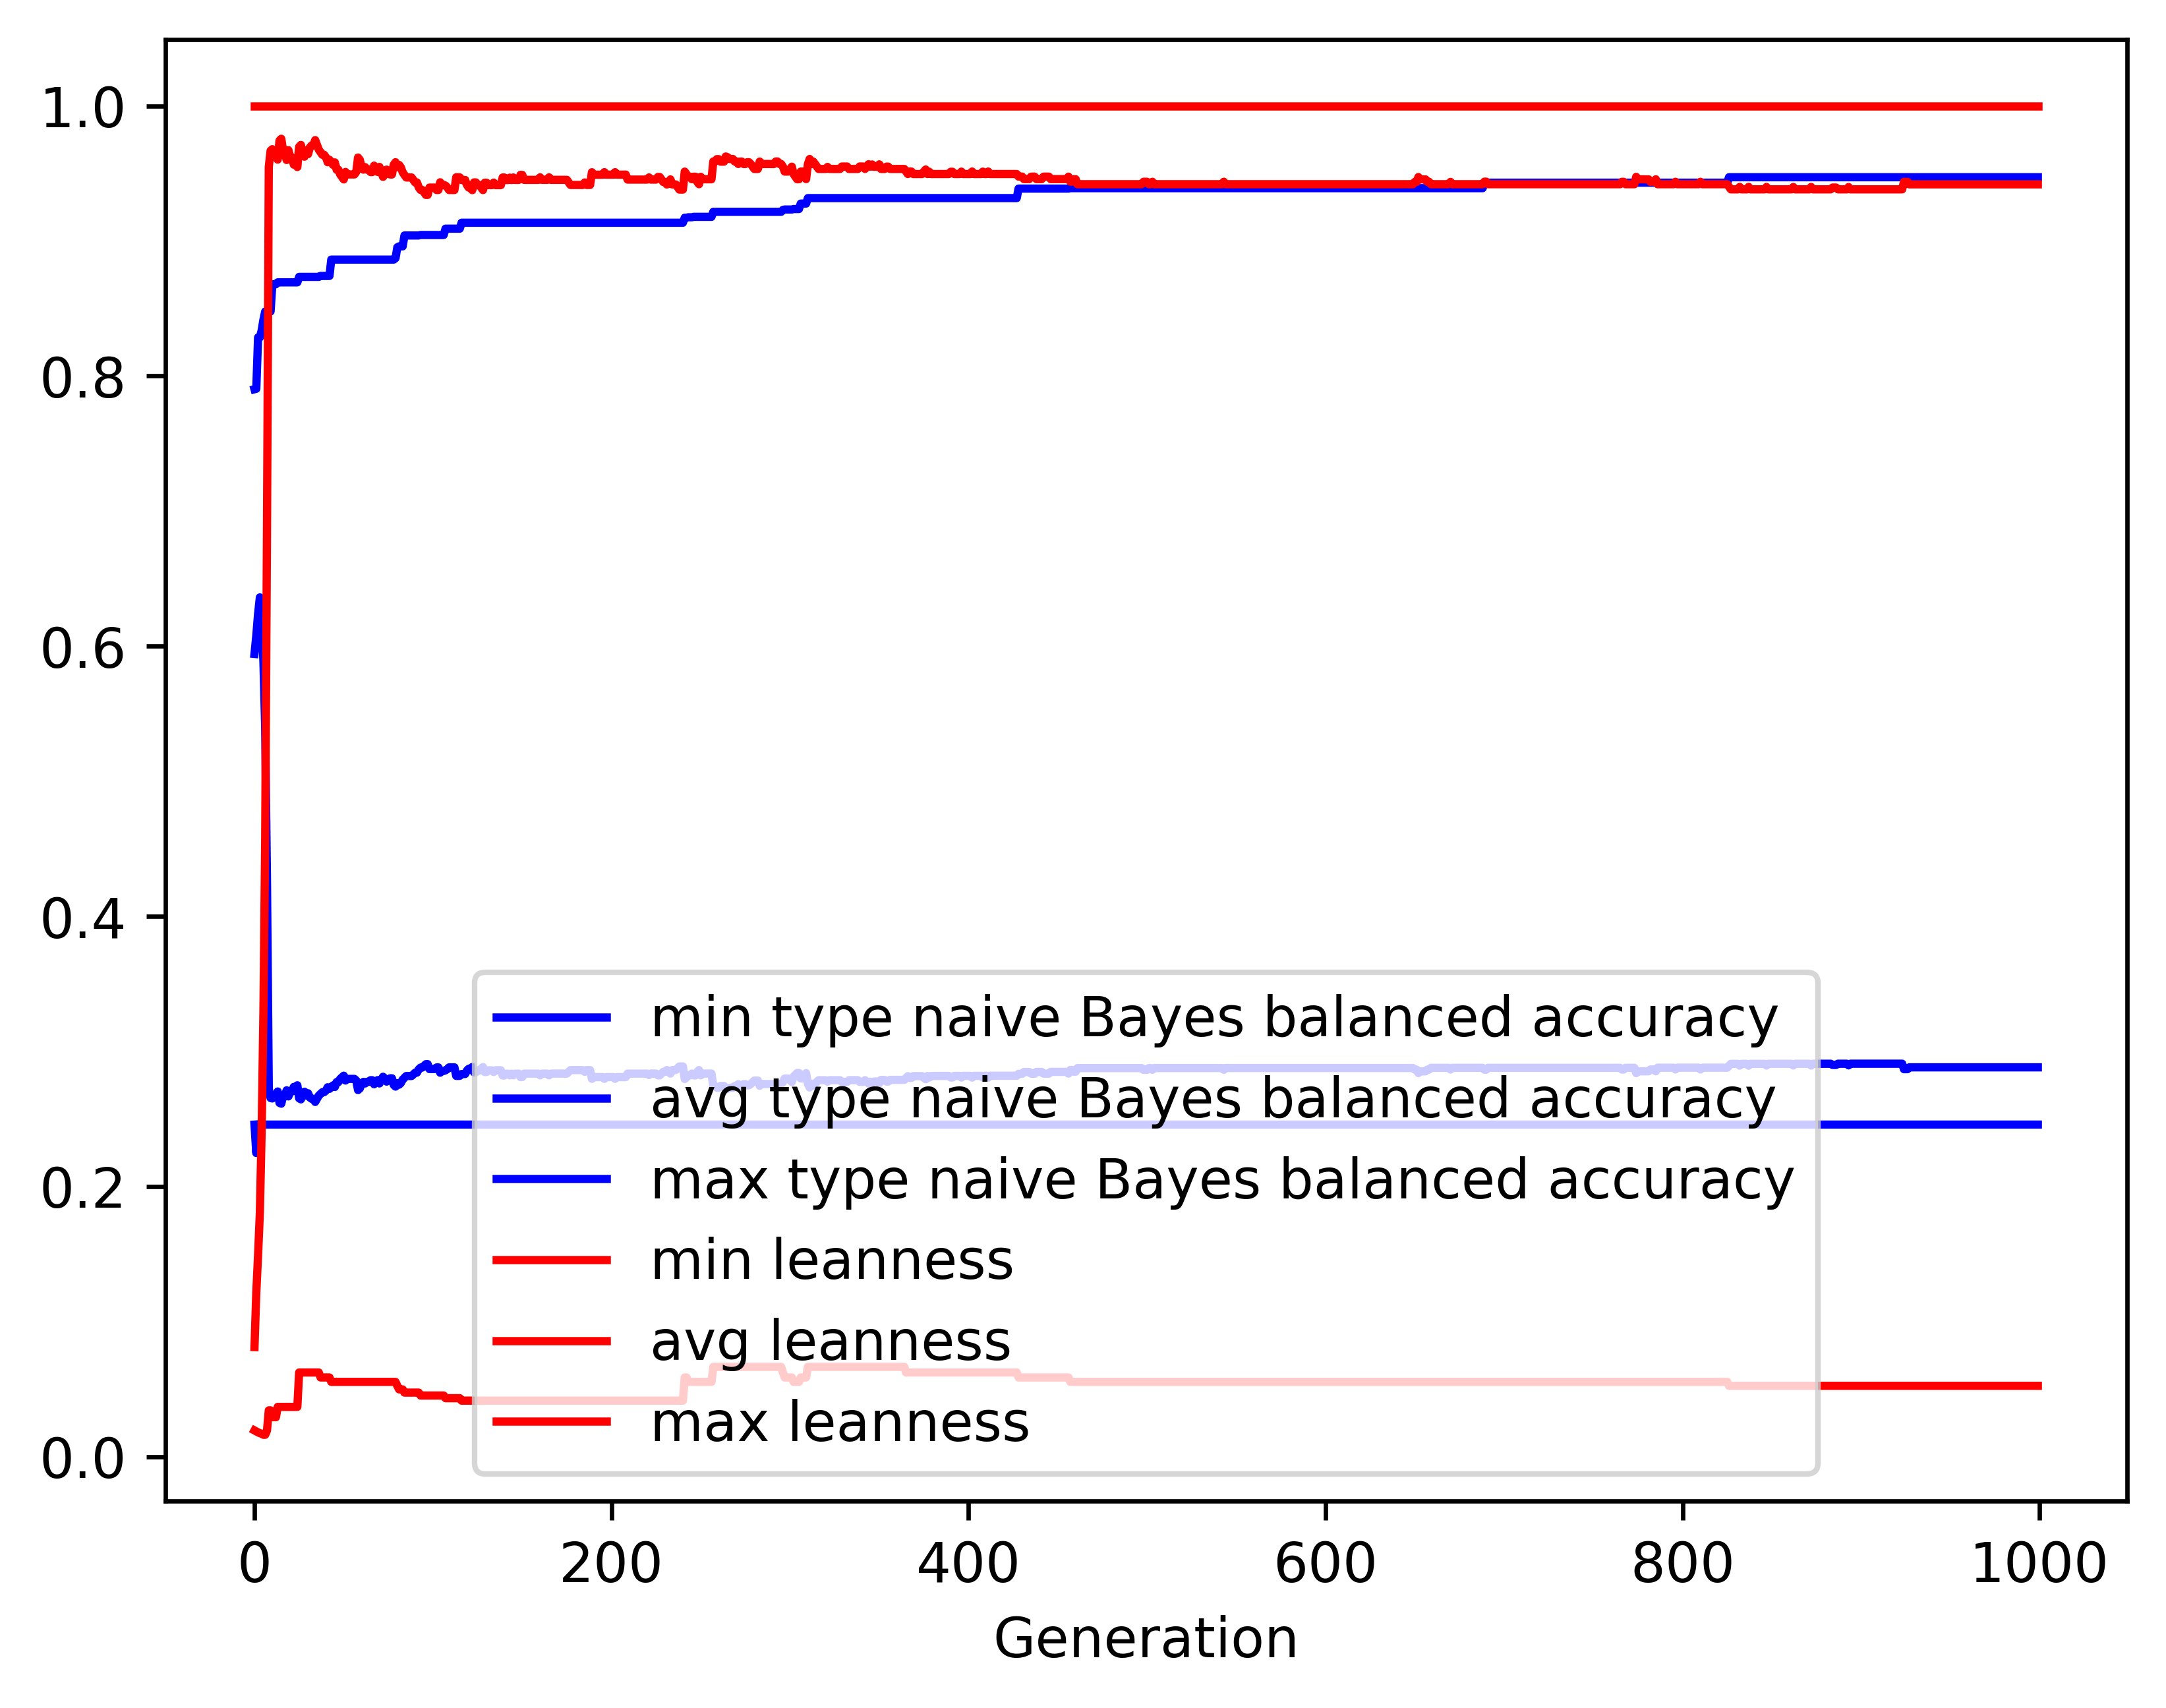 1.0
0.8
0.6
0.4
0.2
0.0
min type naive Bayes balanced accuracy
avg type naive Bayes balanced accuracy
max type naive Bayes balanced accuracy
min leanness
avg leanness
max leanness
0 200 400 600 800 1000
Generation